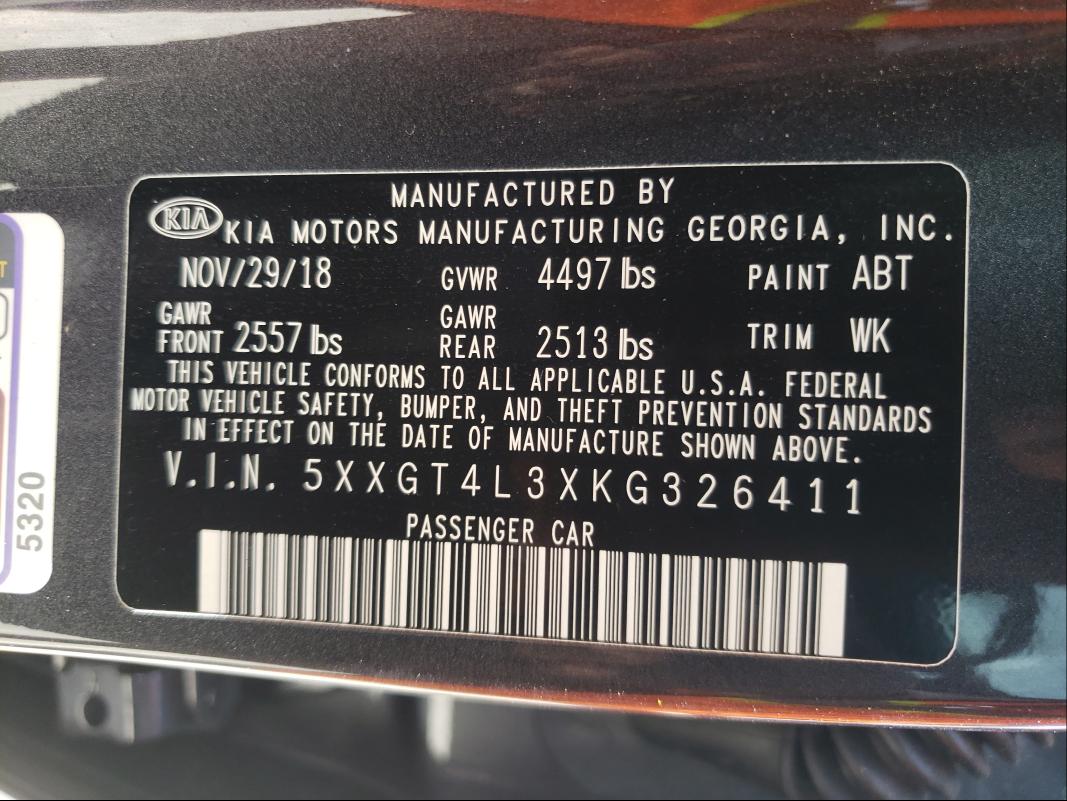 MANUFACTURED BY
KIA KIA MOTORS MANUFACTURING GEORGIA, INC.
NOV/29/18 GVWR 4497 lbs PAINT ABT
GAWR FRONT 2557 lbs GAWR REAR 2513 lbs TRIM WK
THIS VEHICLE CONFORMS TO ALL APPLICABLE U.S.A. FEDERAL
MOTOR VEHICLE SAFETY, BUMPER, AND THEFT PREVENTION STANDARDS
IN EFFECT ON THE DATE OF MANUFACTURE SHOWN ABOVE.
V.I.N. 5XXGT4L3XKG326411
PASSENGER CAR
5320